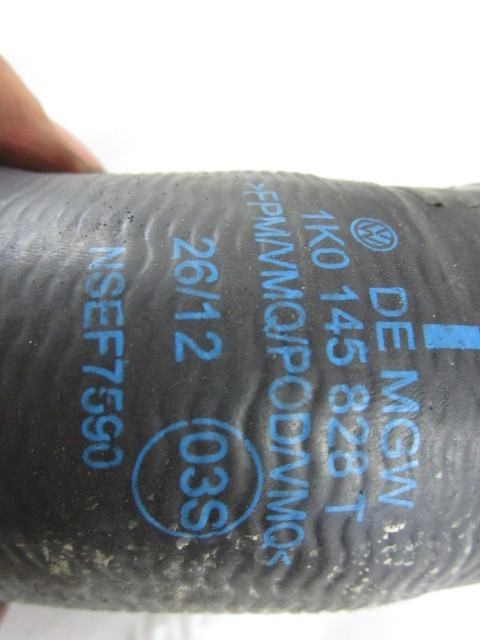 DE MGW
1K0 145 828 T
>FPM/VMQ/POD/VMQ<
26/12 03S
NSEF7590